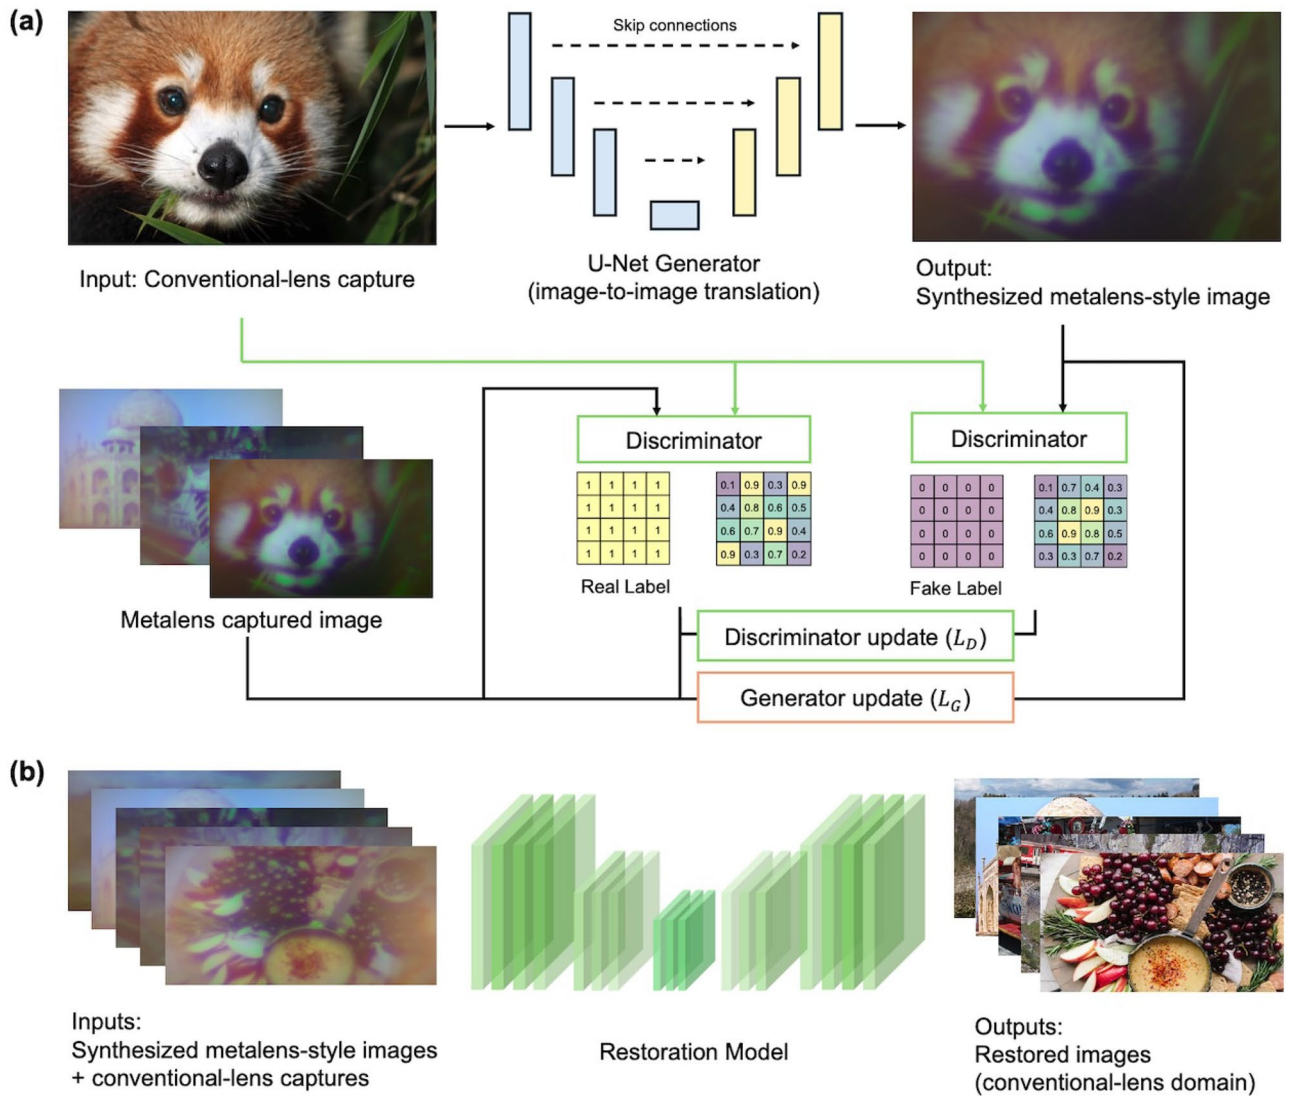 (a)
Skip connections
Input: Conventional-lens capture
U-Net Generator
(image-to-image translation)
Output:
Synthesized metalens-style image
Discriminator
Discriminator
1 1 1 1
1 1 1 1
1 1 1 1
1 1 1 1
0.1 0.9 0.3 0.9
0.4 0.8 0.6 0.5
0.6 0.7 0.9 0.4
0.9 0.3 0.7 0.2
0 0 0 0
0 0 0 0
0 0 0 0
0 0 0 0
0.1 0.7 0.4 0.3
0.4 0.8 0.9 0.3
0.6 0.9 0.8 0.5
0.3 0.3 0.7 0.2
Real Label
Fake Label
Metalens captured image
Discriminator update (L_D)
Generator update (L_G)
(b)
Inputs:
Synthesized metalens-style images
+ conventional-lens captures
Restoration Model
Outputs:
Restored images
(conventional-lens domain)